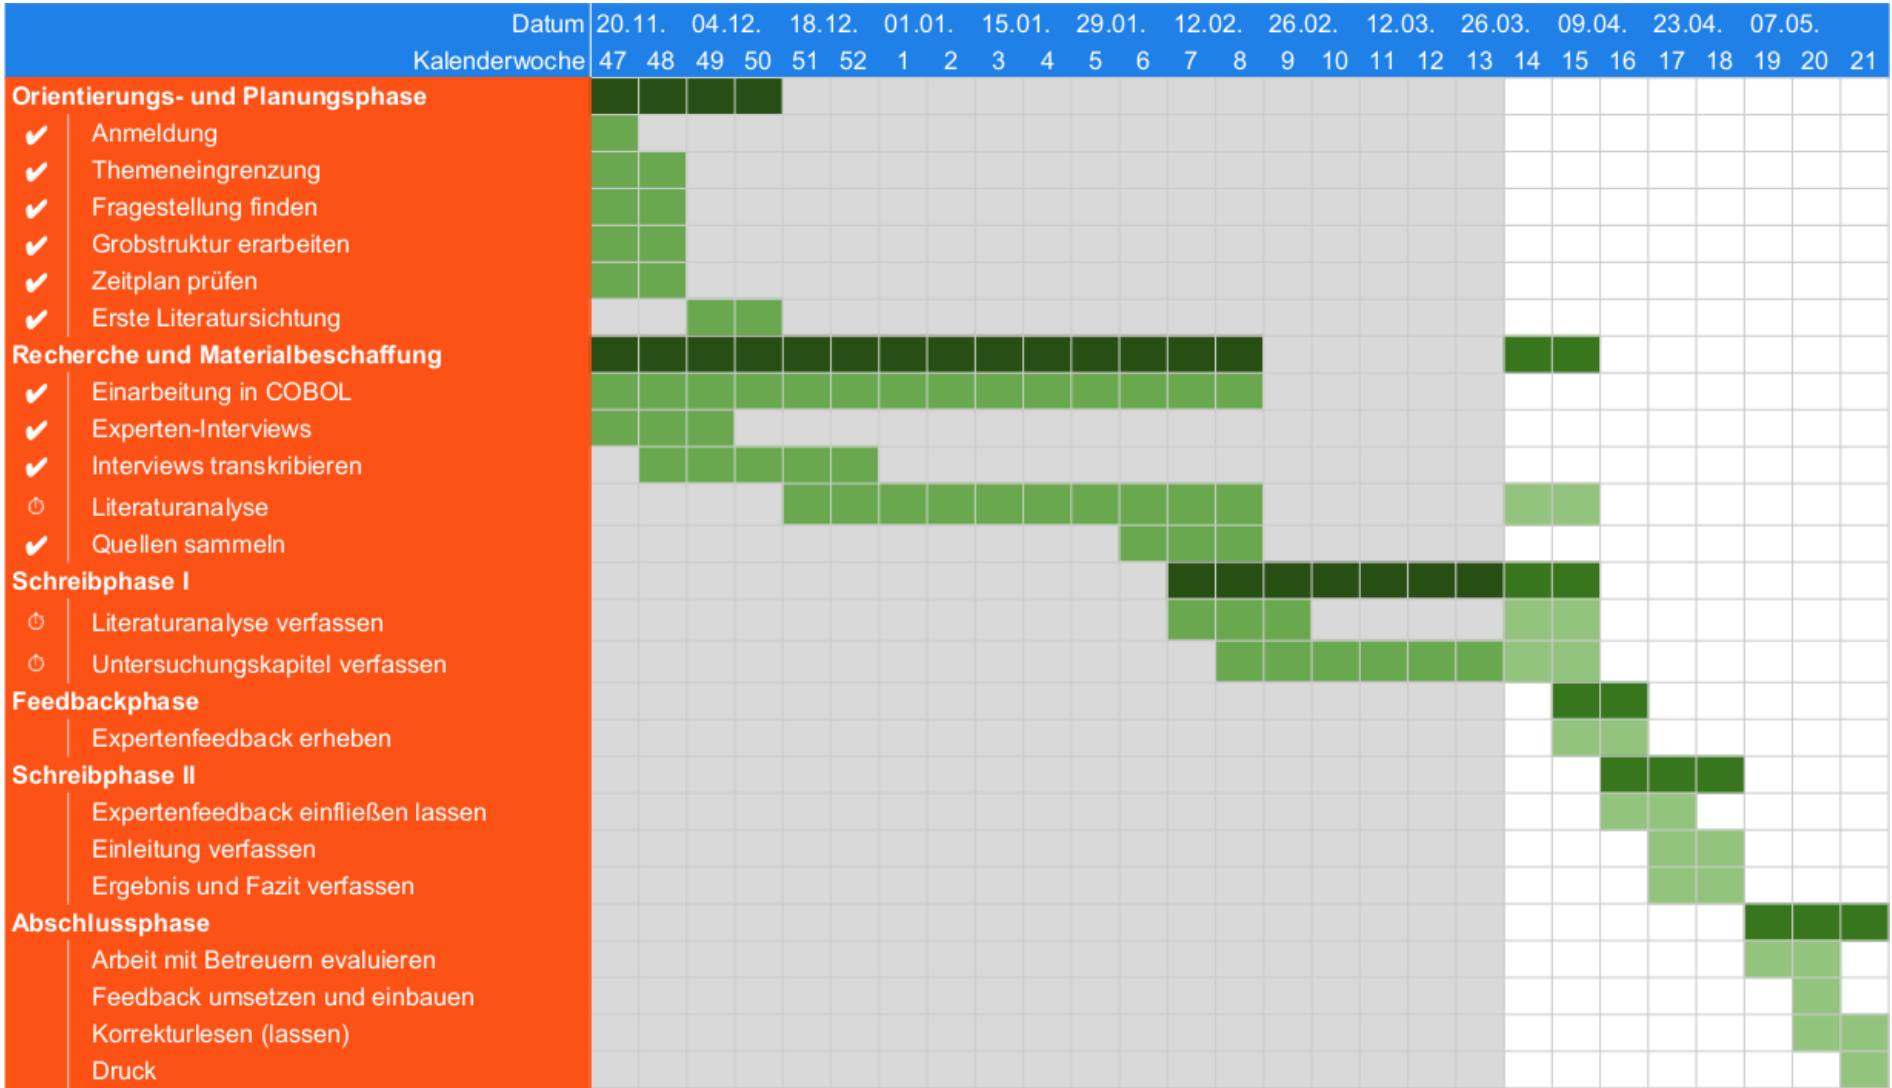 Datum 20.11. 04.12. 18.12. 01.01. 15.01. 29.01. 12.02. 26.02. 12.03. 26.03. 09.04. 23.04. 07.05.
Kalenderwoche 47 48 49 50 51 52 1 2 3 4 5 6 7 8 9 10 11 12 13 14 15 16 17 18 19 20 21
Orientierungs- und Planungsphase
✔ Anmeldung
✔ Themeneingrenzung
✔ Fragestellung finden
✔ Grobstruktur erarbeiten
✔ Zeitplan prüfen
✔ Erste Literatursichtung
Recherche und Materialbeschaffung
✔ Einarbeitung in COBOL
✔ Experten-Interviews
✔ Interviews transkribieren
⏱ Literaturanalyse
✔ Quellen sammeln
Schreibphase I
⏱ Literaturanalyse verfassen
⏱ Untersuchungskapitel verfassen
Feedbackphase
Expertenfeedback erheben
Schreibphase II
Expertenfeedback einfließen lassen
Einleitung verfassen
Ergebnis und Fazit verfassen
Abschlussphase
Arbeit mit Betreuern evaluieren
Feedback umsetzen und einbauen
Korrekturlesen (lassen)
Druck